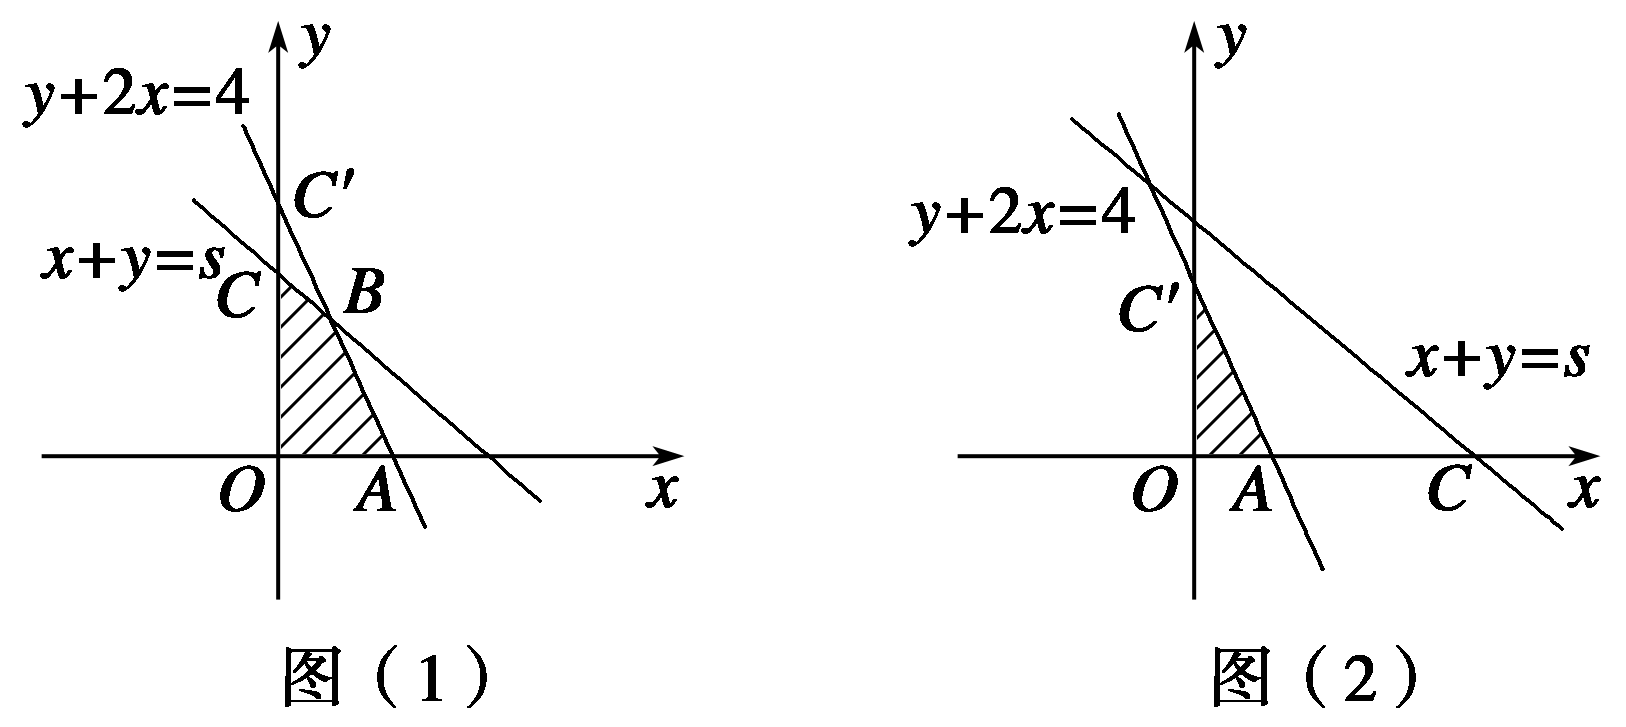 y
y+2x=4
C′
x+y=s
C
B
O
A
x
图（1）
y
y+2x=4
C′
x+y=s
O
A
C
x
图（2）